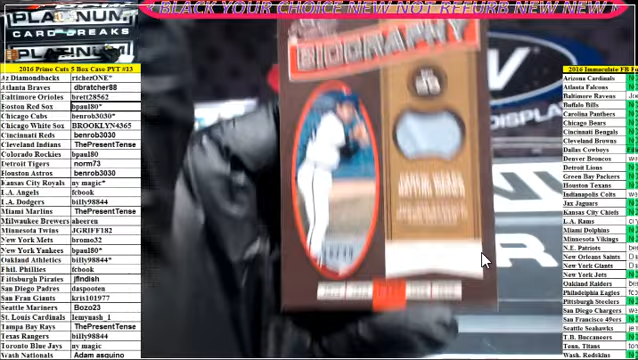 BLACK YOUR CHOICE NEW NOT REFURB NEW NEW
PLATINUM
CARD BREAKS
PLATINUM
2016 Prime Cuts 5 Box Case PYT #13
Az Diamondbacks richerONE*
Atlanta Braves dbratcher88
Baltimore Orioles brett28562
Boston Red Sox bpaul80*
Chicago Cubs benrob3030*
Chicago White Sox BROOKLYN4365
Cincinnati Reds benrob3030
Cleveland Indians ThePresentTense
Colorado Rockies bpaul80
Detroit Tigers norm73
Houston Astros benrob3030
Kansas City Royals ny magic*
L.A. Angels fcbook
L.A. Dodgers billy98844
Miami Marlins ThePresentTense
Milwaukee Brewers aheeren
Minnesota Twins JGRIFF182
New York Mets bromo32
New York Yankees bpaul80*
Oakland Athletics billy98844*
Phil. Phillies fcbook
Pittsburgh Pirates jfindish
San Diego Padres daspooten
San Fran Giants kris101977
Seattle Mariners Bozo23
St. Louis Cardinals lemynash_1
Tampa Bay Rays ThePresentTense
Texas Rangers billy98844
Toronto Blue Jays ny magic
Wash Nationals Adam asquino
BIOGRAPHY
DISPLAY
2016 Immaculate FB Fu
Arizona Cardinals
Atlanta Falcons
Baltimore Ravens
Buffalo Bills
Carolina Panthers
Chicago Bears
Cincinnati Bengals
Cleveland Browns
Dallas Cowboys
Denver Broncos
Detroit Lions
Green Bay Packers
Houston Texans
Indianapolis Colts
Jax Jaguars
Kansas City Chiefs
L.A. Rams
Miami Dolphins
Minnesota Vikings
N.E. Patriots
New Orleans Saints
New York Giants
New York Jets
Oakland Raiders
Philadelphia Eagles
Pittsburgh Steelers
San Diego Chargers
San Francisco 49ers
Seattle Seahawks
T.B. Buccaneers
Tenn. Titans
Wash. Redskins